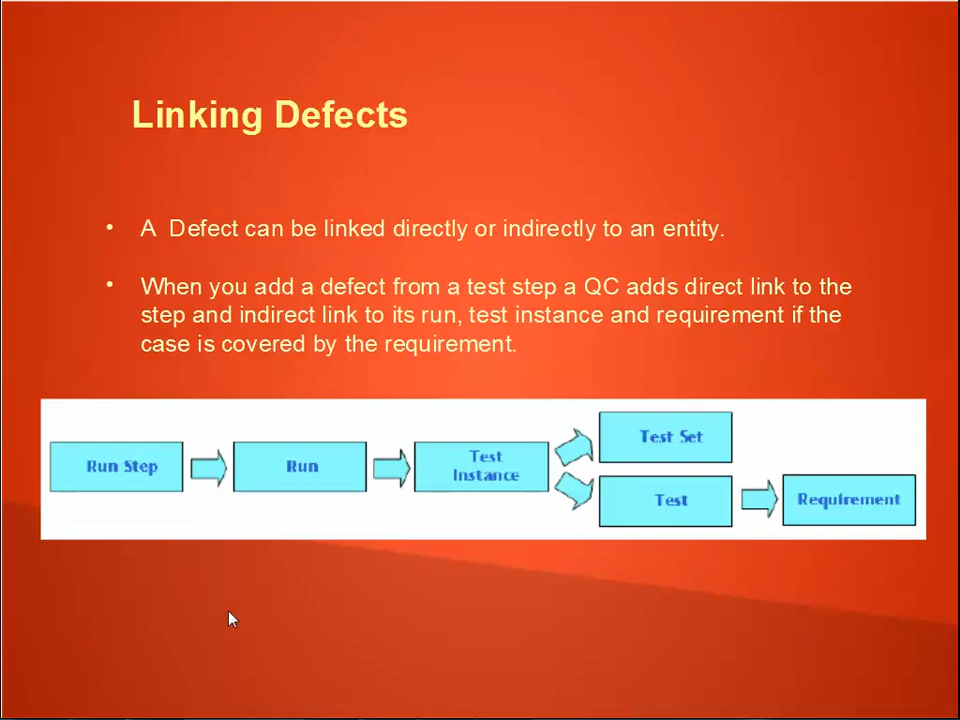 Linking Defects
• A Defect can be linked directly or indirectly to an entity.
• When you add a defect from a test step a QC adds direct link to the
step and indirect link to its run, test instance and requirement if the
case is covered by the requirement.
Run Step
Run
Test
Instance
Test Set
Test
Requirement